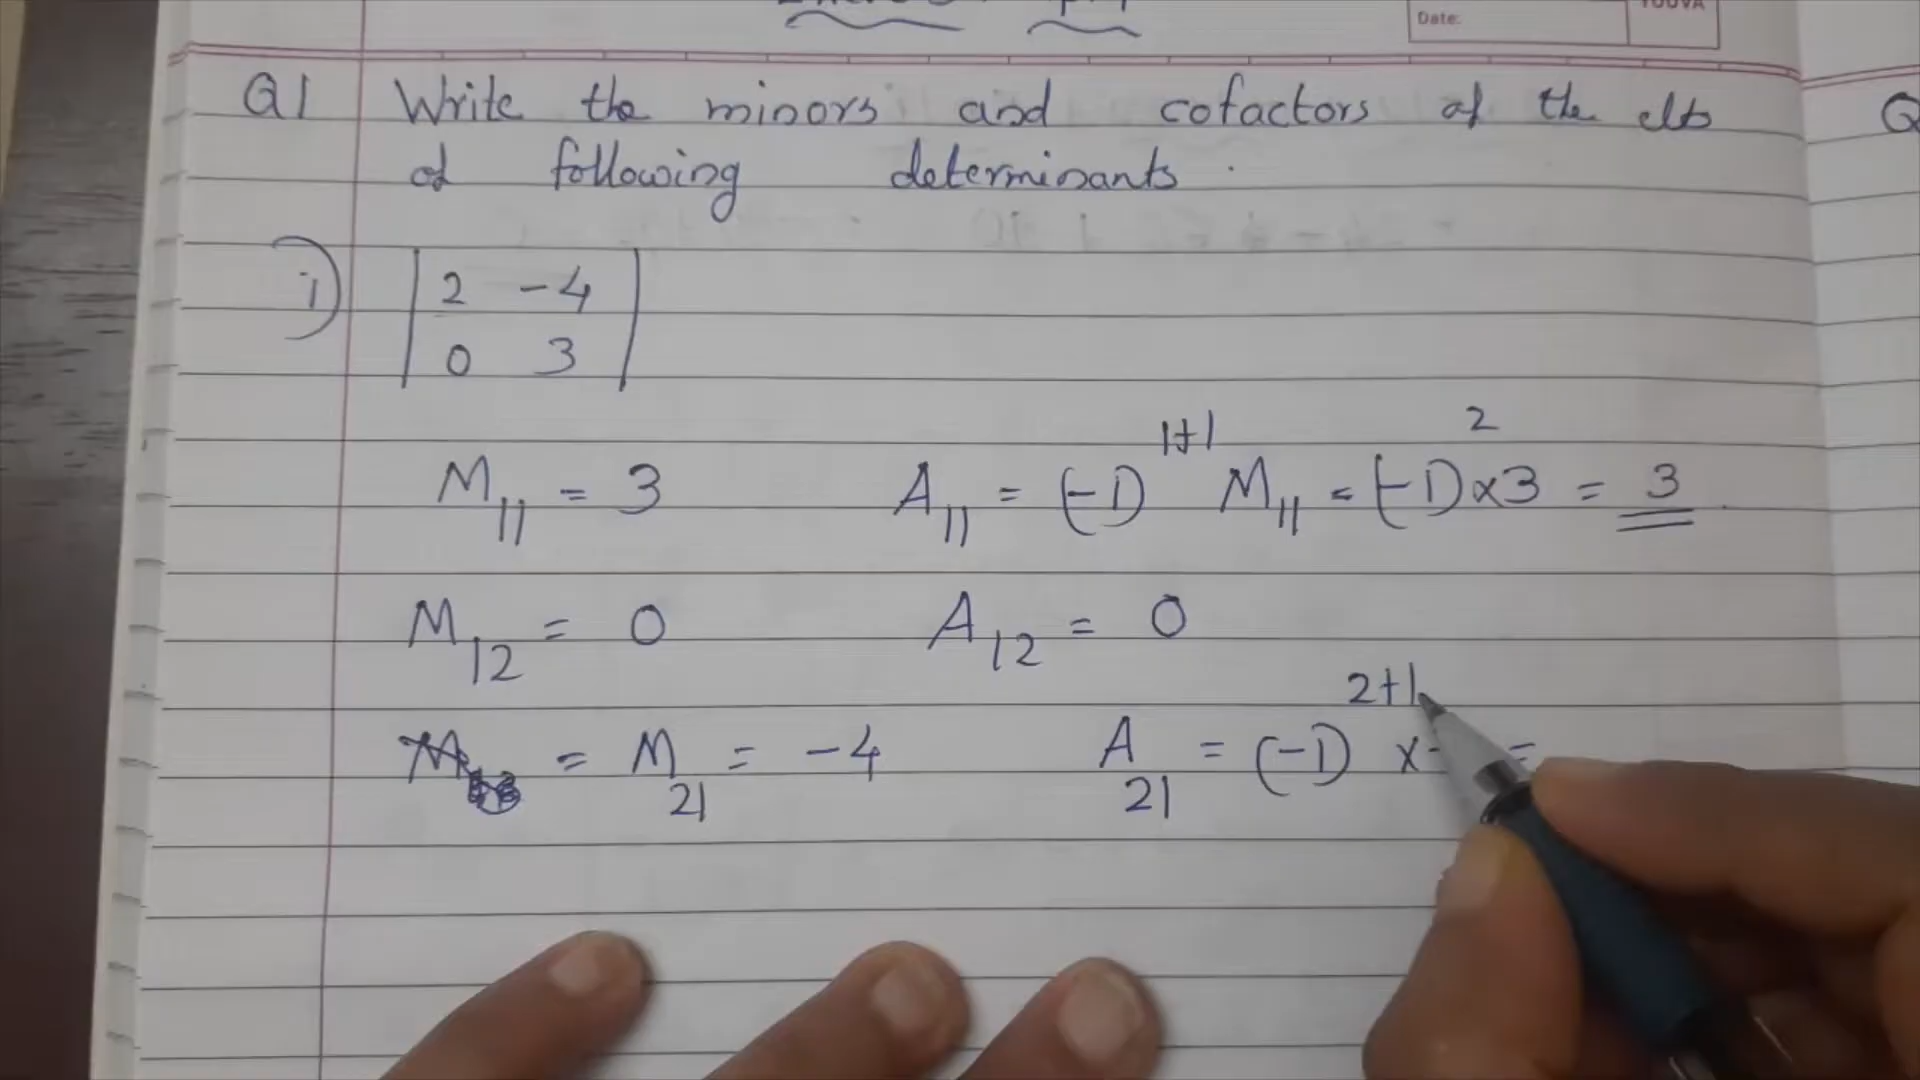 Date:
Q1 Write the minors and cofactors of the elts
of following determinants.
i) | 2 -4 |
| 0 3 |
M11 = 3 A11 = (-1)^1+1 M11 = (-1)^2 x 3 = 3
M12 = 0 A12 = 0
= M21 = -4 A21 = (-1)^2+1 x - =